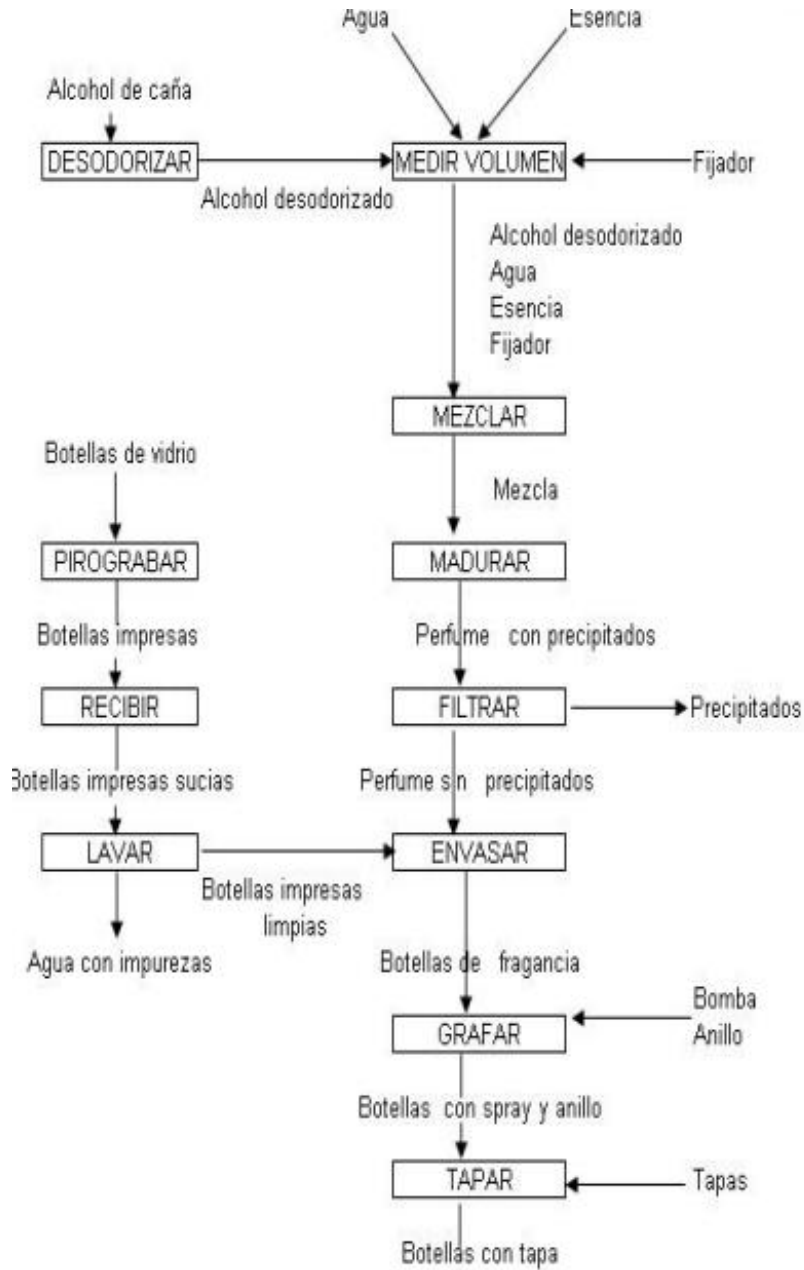 Agua
Esencia
Alcohol de caña
DESODORIZAR
MEDIR VOLUMEN
Fijador
Alcohol desodorizado
Alcohol desodorizado
Agua
Esencia
Fijador
MEZCLAR
Botellas de vidrio
Mezcla
PIROGRABAR
MADURAR
Botellas impresas
Perfume con precipitados
RECIBIR
FILTRAR
Precipitados
Botellas impresas sucias
Perfume sin precipitados
LAVAR
ENVASAR
Botellas impresas
limpias
Agua con impurezas
Botellas de fragancia
Bomba
Anillo
GRAFAR
Botellas con spray y anillo
TAPAR
Tapas
Botellas con tapa